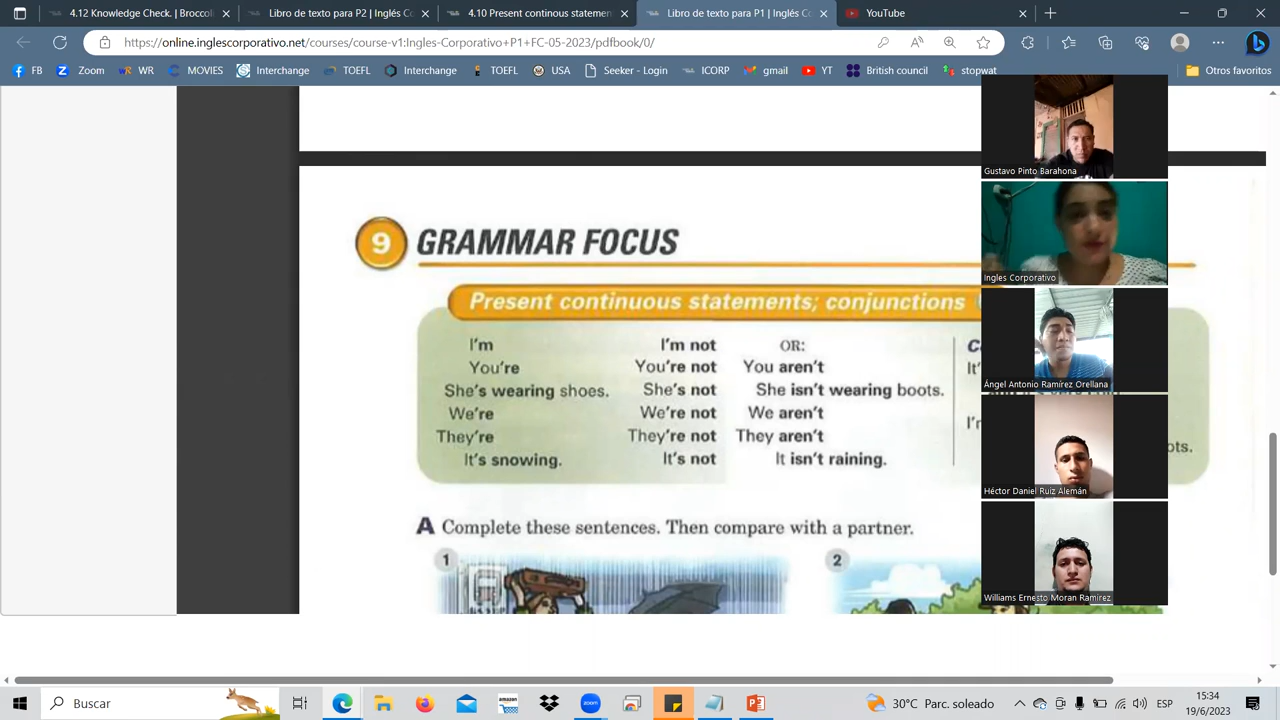 4.12 Knowledge Check. | Broccoli
Libro de texto para P2 | Inglés Co
4.10 Present continous statemen
Libro de texto para P1 | Inglés Co
YouTube
https://online.inglescorporativo.net/courses/course-v1:Ingles-Corporativo+P1+FC-05-2023/pdfbook/0/
FB Zoom WR MOVIES Interchange TOEFL Interchange TOEFL USA Seeker - Login ICORP gmail YT British council stopwat Otros favoritos
9 GRAMMAR FOCUS
Present continuous statements; conjunctions
I'm I'm not OR:
You're You're not You aren't
She's wearing shoes. She's not She isn't wearing boots.
We're We're not We aren't
They're They're not They aren't
It's snowing. It's not It isn't raining.
A Complete these sentences. Then compare with a partner.
1 2
Gustavo Pinto Barahona
Ingles Corporativo
Ángel Antonio Ramírez Orellana
Héctor Daniel Ruiz Alemán
Williams Ernesto Moran Ramirez
Buscar
30°C Parc. soleado
ESP
15:34
19/6/2023